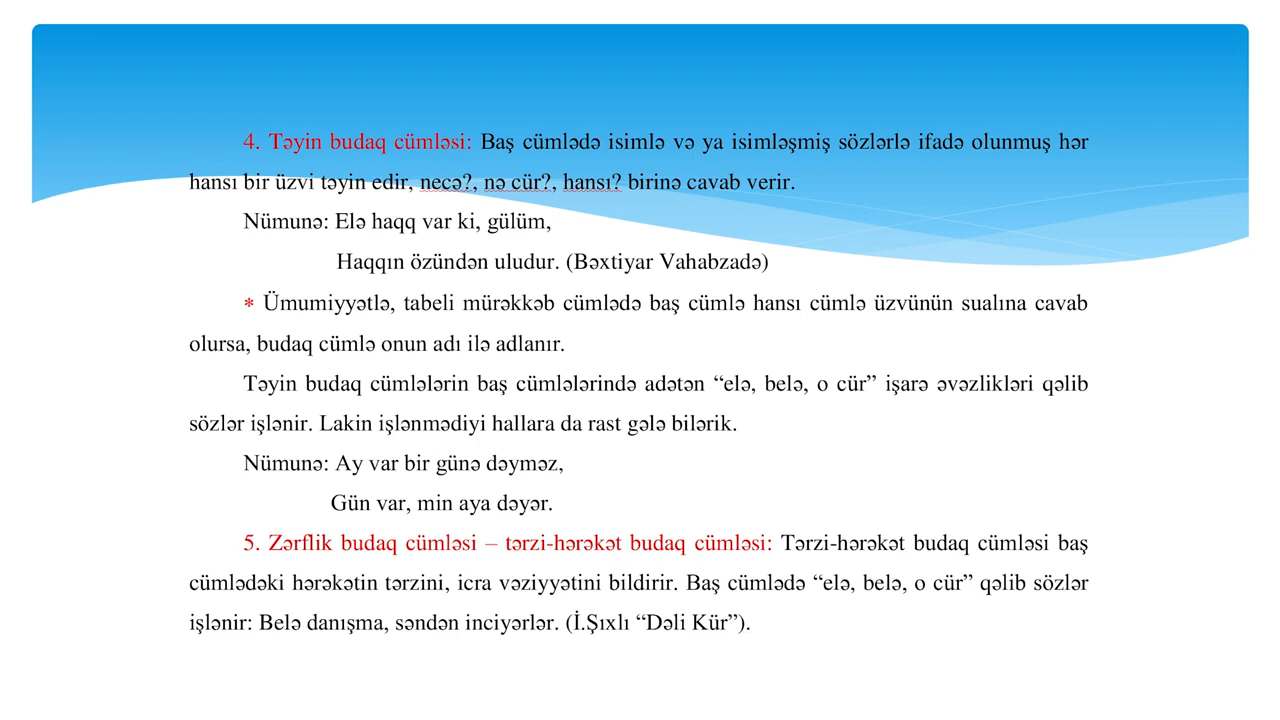 4. Təyin budaq cümləsi: Baş cümlədə isimlə və ya isimləşmiş sözlərlə ifadə olunmuş hər
hansı bir üzvi təyin edir, necə?, nə cür?, hansı? birinə cavab verir.
Nümunə: Elə haqq var ki, gülüm,
Haqqın özündən uludur. (Bəxtiyar Vahabzadə)
* Ümumiyyətlə, tabeli mürəkkəb cümlədə baş cümlə hansı cümlə üzvünün sualına cavab
olursa, budaq cümlə onun adı ilə adlanır.
Təyin budaq cümlələrin baş cümlələrində adətən “elə, belə, o cür” işarə əvəzlikləri qəlib
sözlər işlənir. Lakin işlənmədiyi hallara da rast gələ bilərik.
Nümunə: Ay var bir günə dəyməz,
Gün var, min aya dəyər.
5. Zərflik budaq cümləsi – tərzi-hərəkət budaq cümləsi: Tərzi-hərəkət budaq cümləsi baş
cümlədəki hərəkətin tərzini, icra vəziyyətini bildirir. Baş cümlədə “elə, belə, o cür” qəlib sözlər
işlənir: Belə danışma, səndən inciyərlər. (İ.Şıxlı “Dəli Kür”).